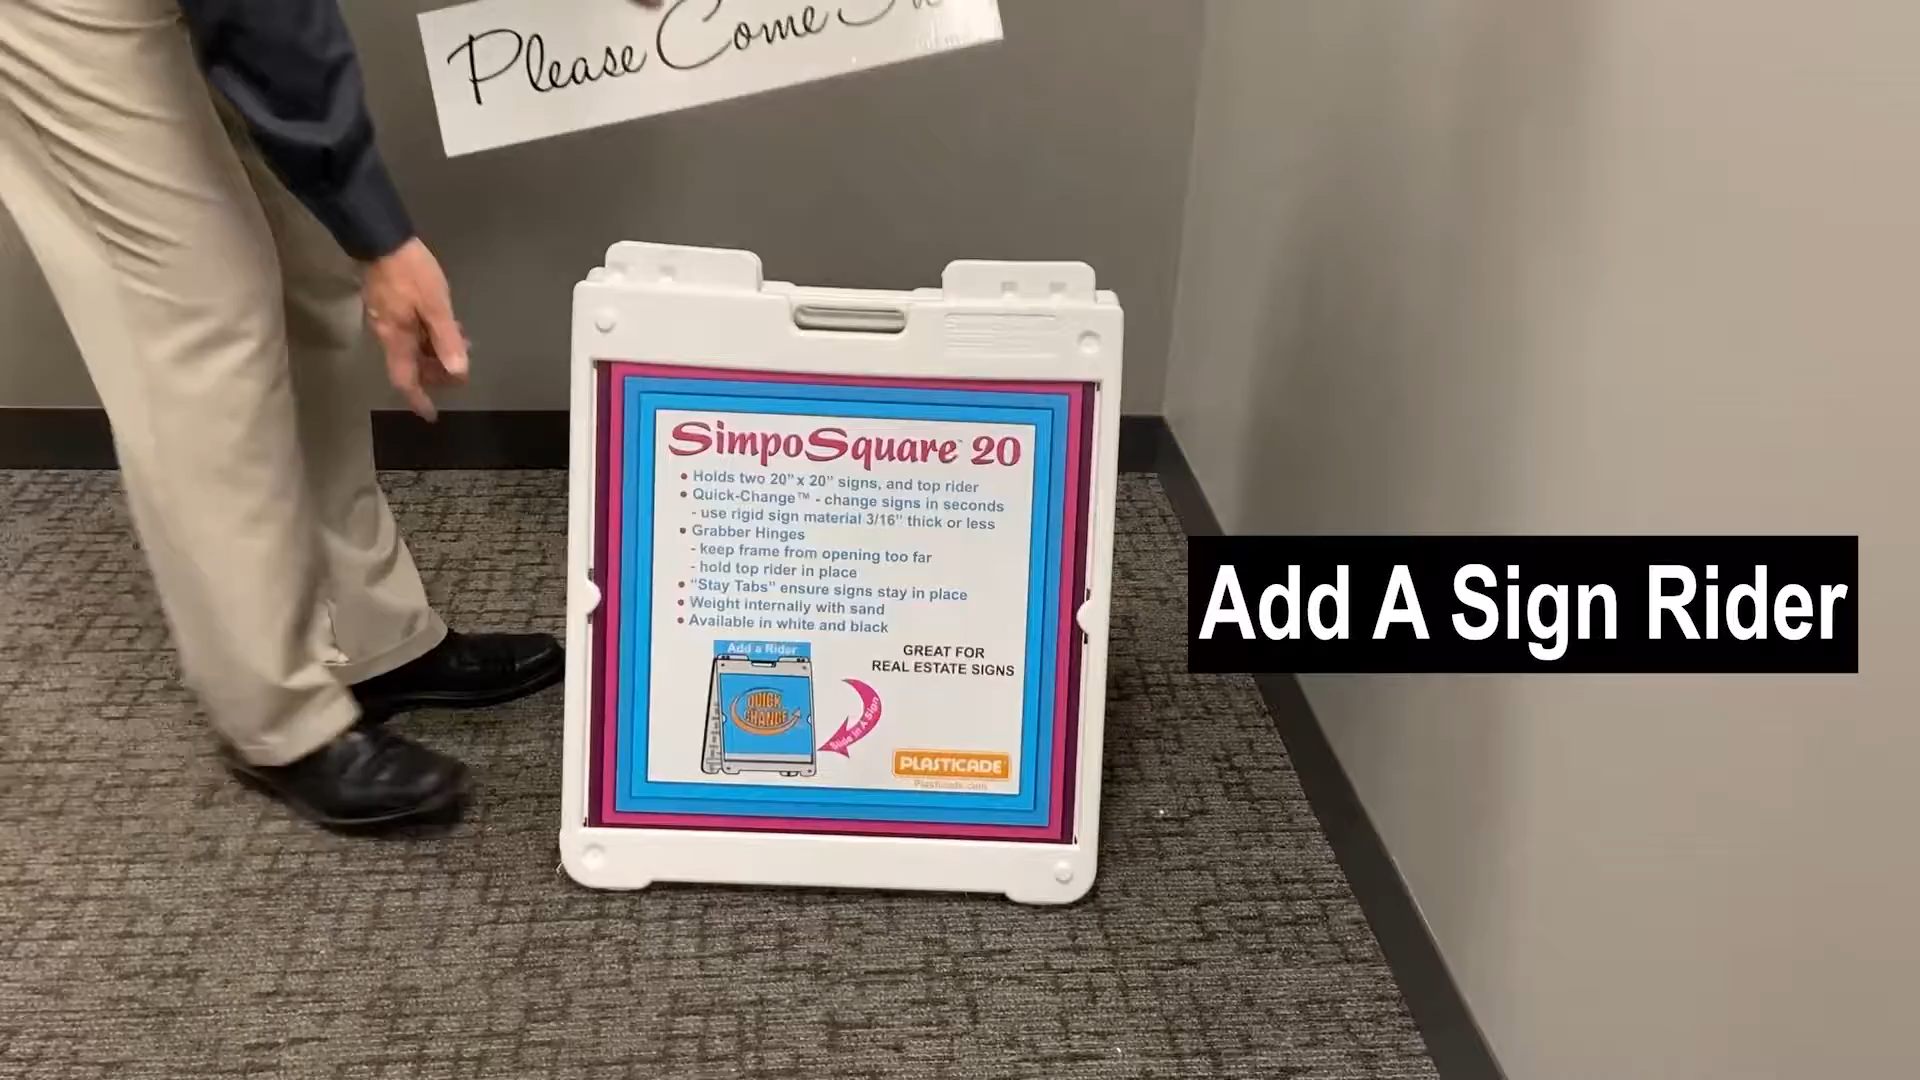 Please Come In
SimpoSquare™ 20
• Holds two 20" x 20" signs, and top rider
• Quick-Change™ - change signs in seconds
- use rigid sign material 3/16" thick or less
• Grabber Hinges
- keep frame from opening too far
- hold top rider in place
• "Stay Tabs" ensure signs stay in place
• Weight internally with sand
• Available in white and black
Add a Rider
QUICK
CHANGE
Slide In A Sign
GREAT FOR
REAL ESTATE SIGNS
PLASTICADE
Plasticade.com
Add A Sign Rider